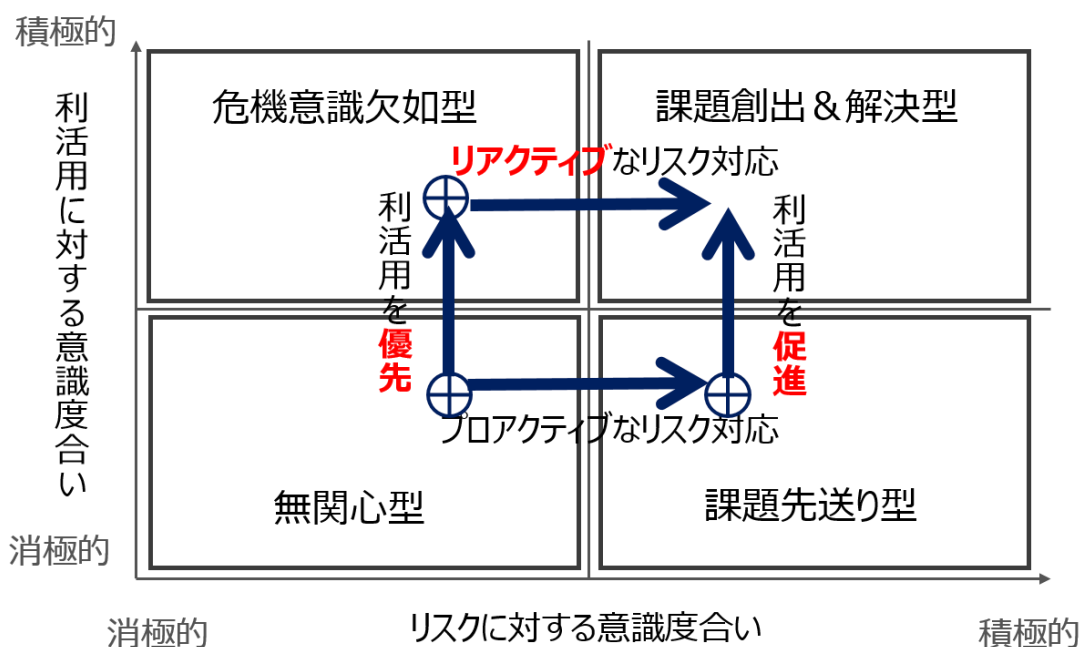 積極的
利活用に対する意識度合い
消極的
危機意識欠如型
課題創出＆解決型
リアクティブなリスク対応
利活用を優先
利活用を促進
プロアクティブなリスク対応
無関心型
課題先送り型
消極的
リスクに対する意識度合い
積極的